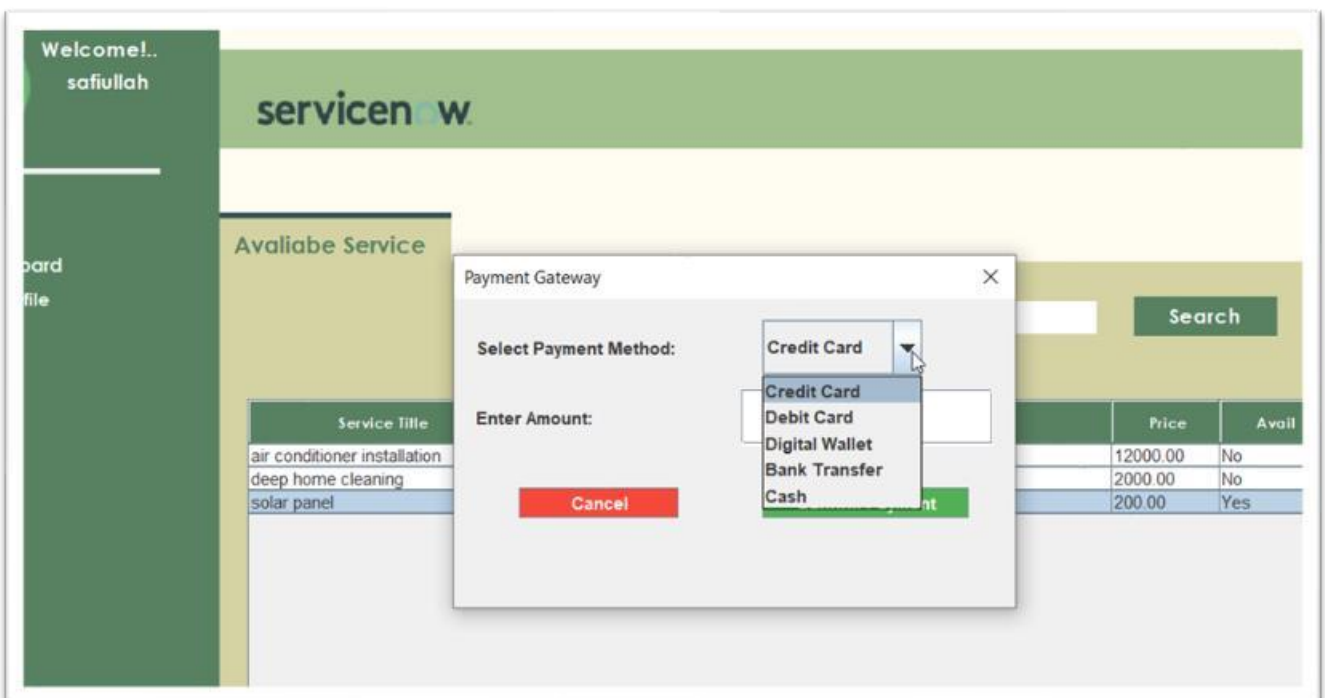 Welcome!..
safiullah
servicenow
Avaliabe Service
oard
file
Search
Payment Gateway
Select Payment Method: Credit Card
Credit Card
Debit Card
Digital Wallet
Bank Transfer
Cash
Enter Amount:
Cancel
nt
Service Title Price Avail
air conditioner installation 12000.00 No
deep home cleaning 2000.00 No
solar panel 200.00 Yes